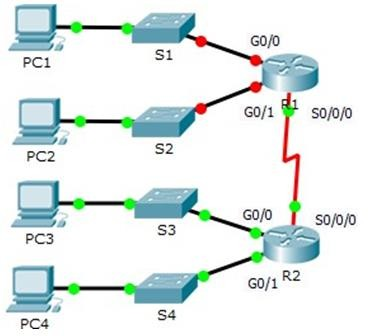 G0/0
PC1
S1
R1
G0/1
S0/0/0
PC2
S2
G0/0
S0/0/0
PC3
S3
R2
G0/1
PC4
S4